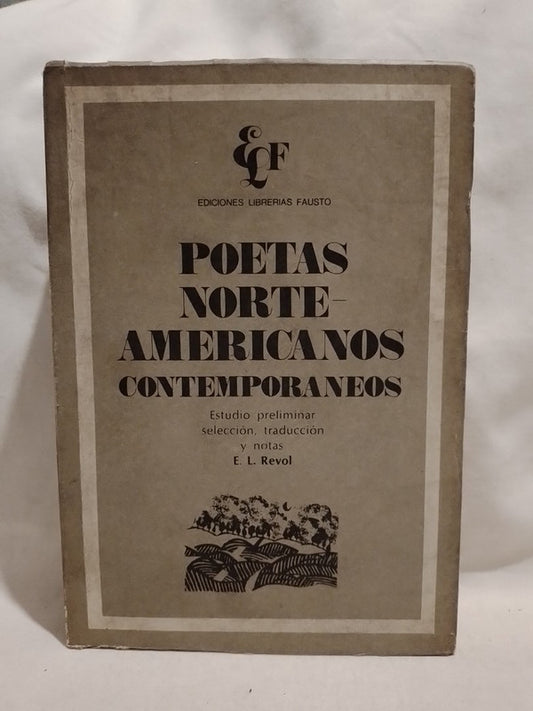 ELF
EDICIONES LIBRERIAS FAUSTO
POETAS
NORTE-
AMERICANOS
CONTEMPORANEOS
Estudio preliminar
selección, traducción
y notas
E. L. Revol